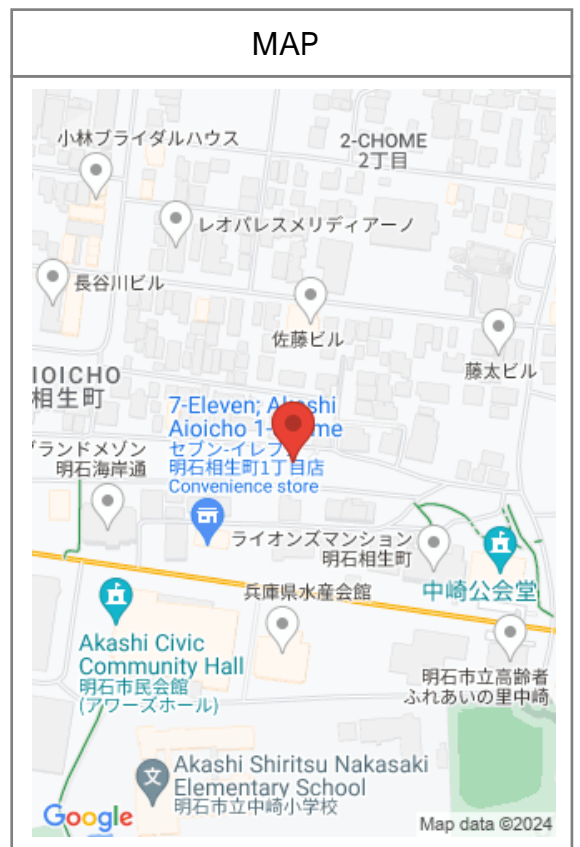 MAP
小林ブライダルハウス
2-CHOME
2丁目
レオパレスメリディアーノ
長谷川ビル
佐藤ビル
藤太ビル
IOICHO
相生町
7-Eleven; Akashi
Aioicho 1-ome
セブン-イレブン
明石相生町1丁目店
Convenience store
グランドメゾン
明石海岸通
ライオンズマンション
明石相生町
中崎公会堂
兵庫県水産会館
Akashi Civic
Community Hall
明石市民会館
(アワーズホール)
明石市立高齢者
ふれあいの里中崎
Akashi Shiritsu Nakasaki
Elementary School
明石市立中崎小学校
文
Google
Map data ©2024